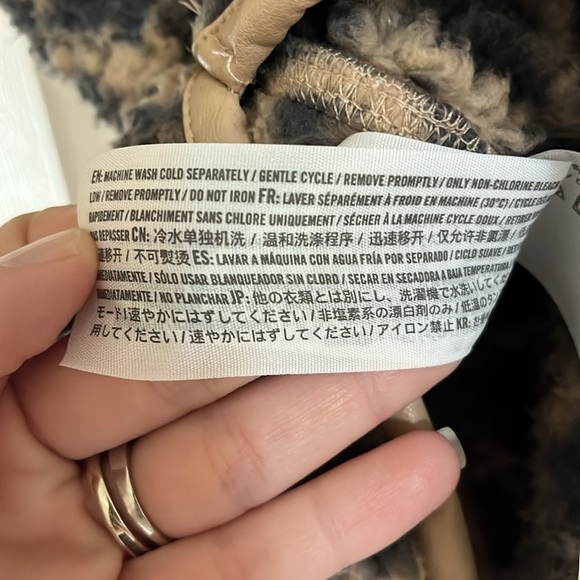 EN: MACHINE WASH COLD SEPARATELY / GENTLE CYCLE / REMOVE PROMPTLY / ONLY NON-CHLORINE BLEACH
LOW / REMOVE PROMPTLY / DO NOT IRON FR: LAVER SÉPARÉMENT À FROID EN MACHINE (30°C) / CYCLE
RAPIDEMENT / BLANCHIMENT SANS CHLORE UNIQUEMENT / SÉCHER À LA MACHINE CYCLE DOUX / RETIRER
REPASSER CN: 冷水单独机洗 / 温和洗涤程序 / 迅速移开 / 仅允许非氯漂
移开 / 不可熨烫 ES: LAVAR A MÁQUINA CON AGUA FRÍA POR SEPARADO / CICLO SUAVE
INMEDIATAMENTE / SÓLO USAR BLANQUEADOR SIN CLORO / SECAR EN SECADORA A BAJA TEMPERATURA
INMEDIATAMENTE / NO PLANCHAR JP: 他の衣類とは別にし、洗濯機で水洗いしてく
モード / 速やかにはずしてください / 非塩素系の漂白剤のみ / 低温の
用してください / 速やかにはずしてください / アイロン禁止 KR: